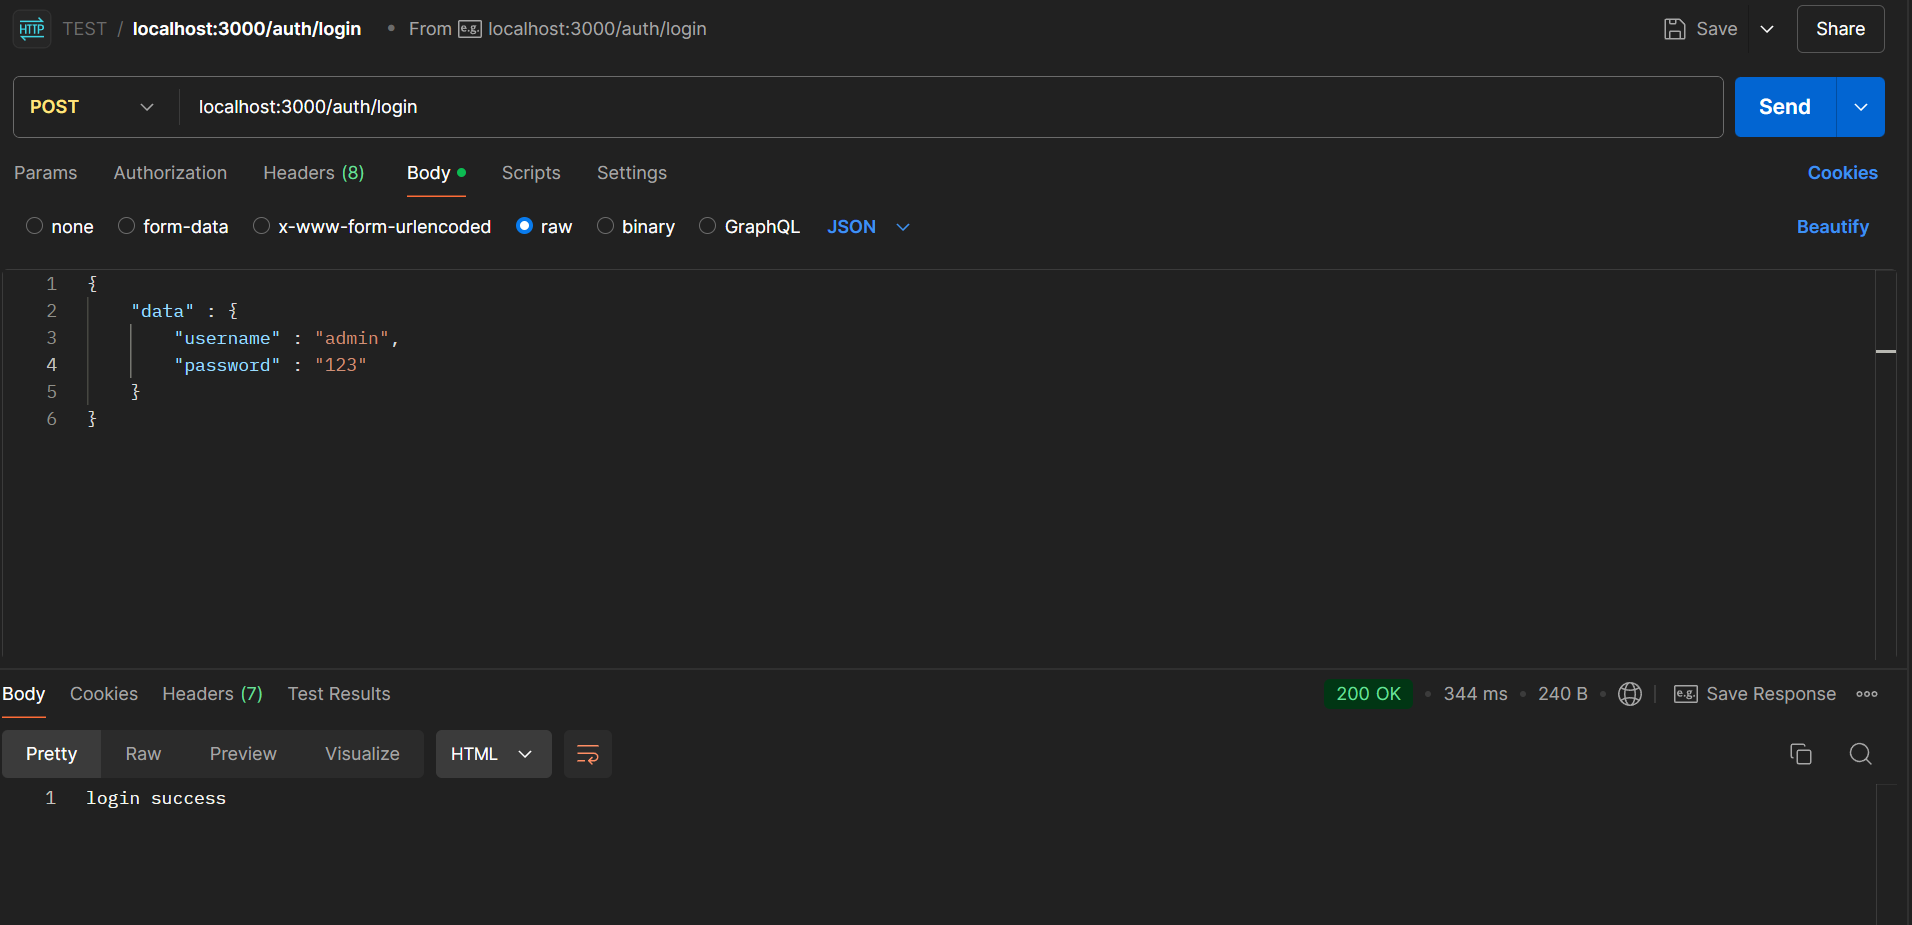 HTTP TEST / localhost:3000/auth/login • From e.g. localhost:3000/auth/login Save Share
POST localhost:3000/auth/login Send
Params Authorization Headers (8) Body Scripts Settings Cookies
none form-data x-www-form-urlencoded raw binary GraphQL JSON Beautify
1 {
2 "data" : {
3 "username" : "admin",
4 "password" : "123"
5 }
6 }
Body Cookies Headers (7) Test Results 200 OK • 344 ms • 240 B • e.g. Save Response
Pretty Raw Preview Visualize HTML
1 login success